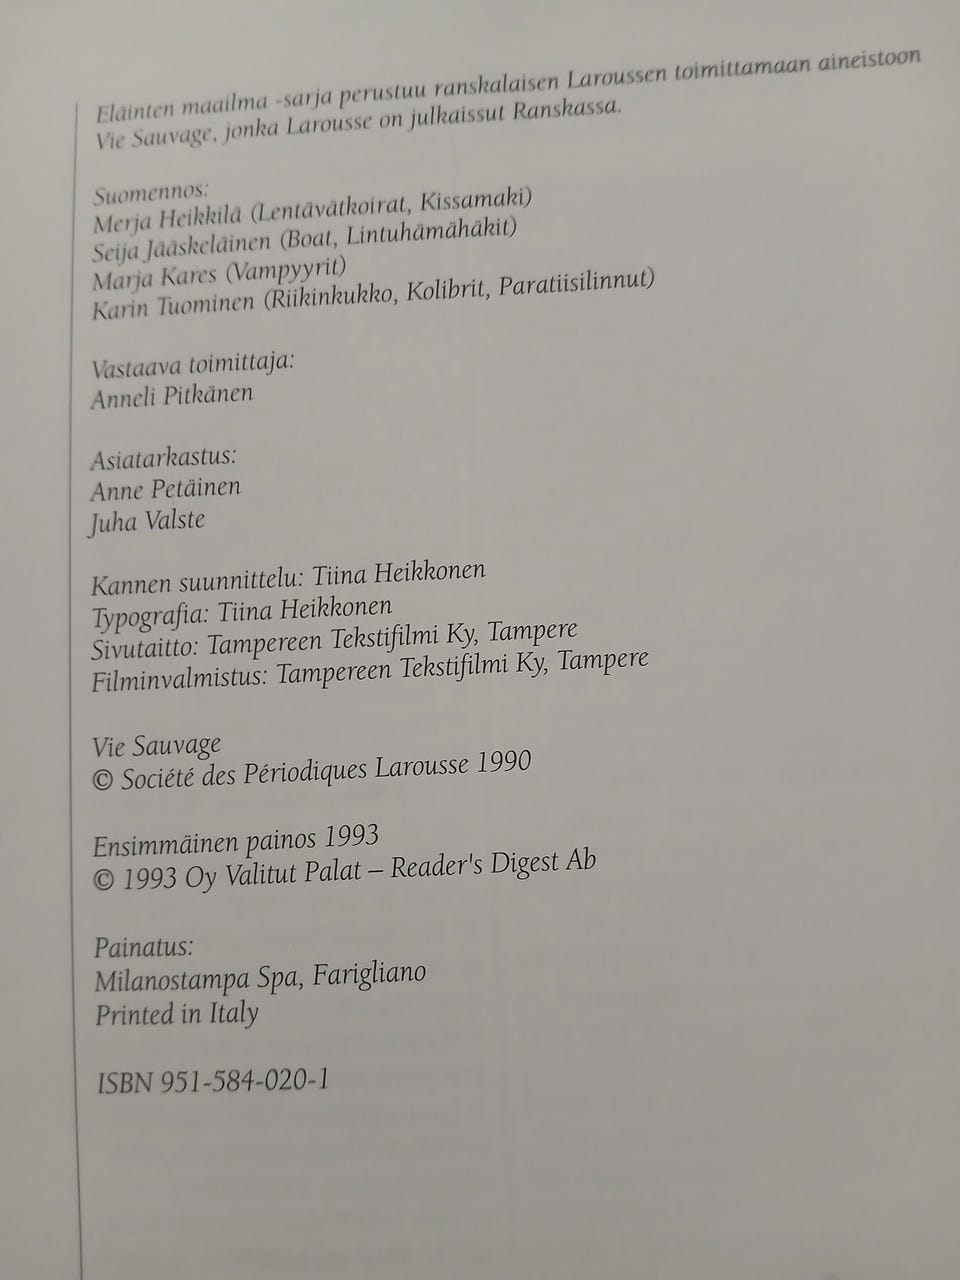 Eläinten maailma -sarja perustuu ranskalaisen Laroussen toimittamaan aineistoon
Vie Sauvage, jonka Larousse on julkaissut Ranskassa.
Suomennos:
Merja Heikkilä (Lentävätkoirat, Kissamaki)
Seija Jääskeläinen (Boat, Lintuhämähäkit)
Marja Kares (Vampyyrit)
Karin Tuominen (Riikinkukko, Kolibrit, Paratiisilinnut)
Vastaava toimittaja:
Anneli Pitkänen
Asiatarkastus:
Anne Petäinen
Juha Valste
Kannen suunnittelu: Tiina Heikkonen
Typografia: Tiina Heikkonen
Sivutaitto: Tampereen Tekstifilmi Ky, Tampere
Filminvalmistus: Tampereen Tekstifilmi Ky, Tampere
Vie Sauvage
© Société des Périodiques Larousse 1990
Ensimmäinen painos 1993
© 1993 Oy Valitut Palat – Reader's Digest Ab
Painatus:
Milanostampa Spa, Farigliano
Printed in Italy
ISBN 951-584-020-1